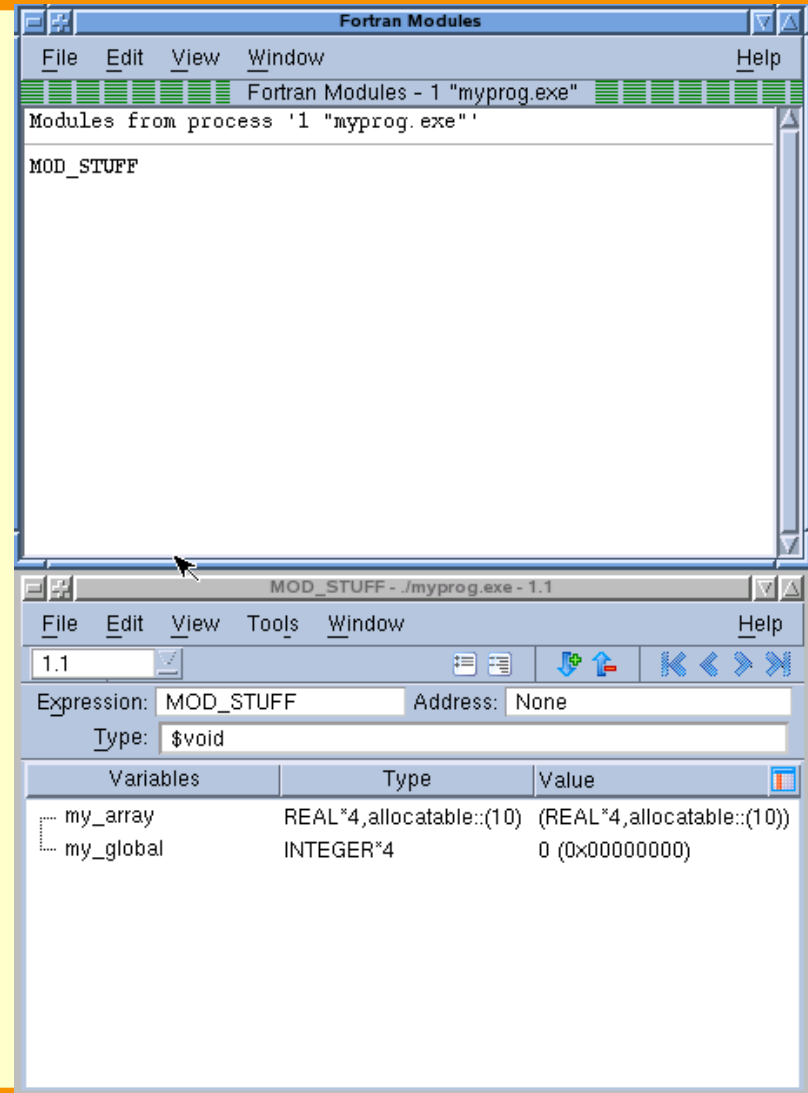 Fortran Modules
File Edit View Window Help
Fortran Modules - 1 "myprog.exe"
Modules from process '1 "myprog.exe"'
MOD_STUFF
MOD_STUFF - ./myprog.exe - 1.1
File Edit View Tools Window Help
1.1
Expression: MOD_STUFF Address: None
Type: $void
Variables Type Value
my_array REAL*4,allocatable::(10) (REAL*4,allocatable::(10))
my_global INTEGER*4 0 (0x00000000)